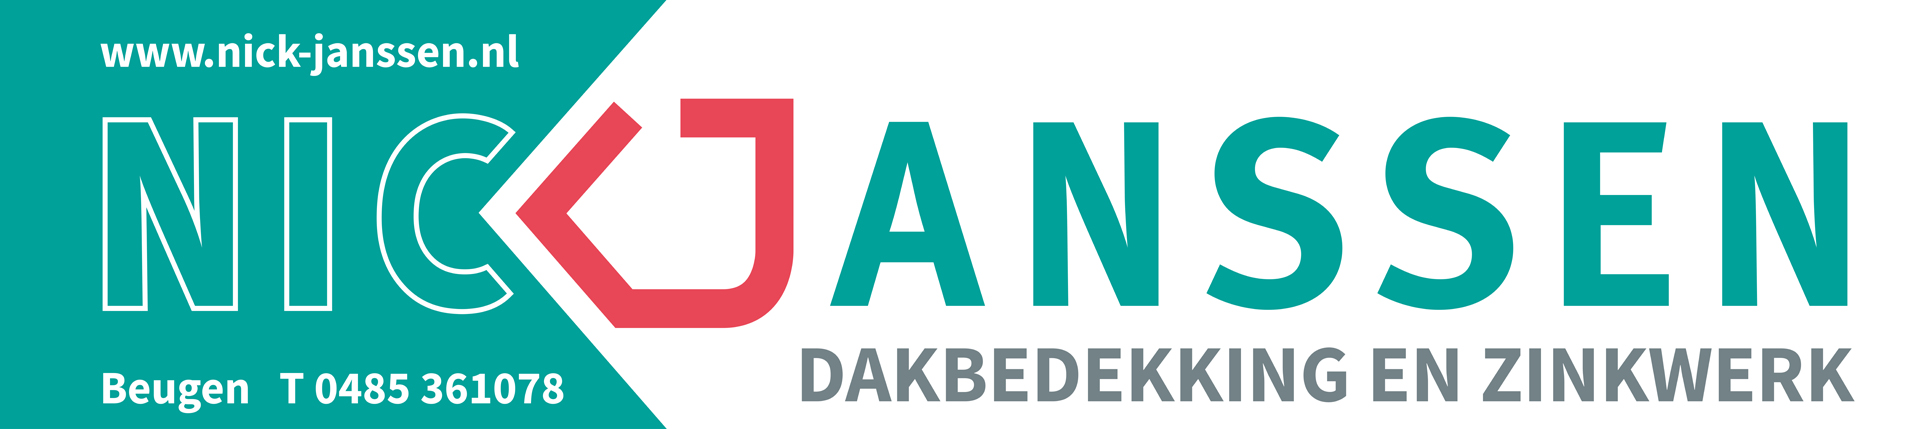 www.nick-janssen.nl
NICK JANSSEN
DAKBEDEKKING EN ZINKWERK
Beugen T 0485 361078